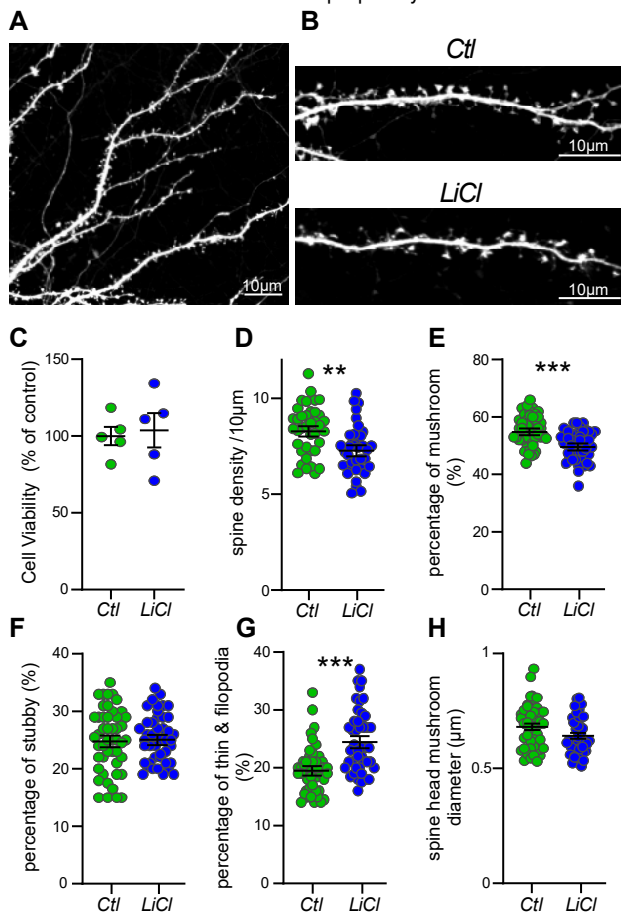 A
B
Ctl
10µm
LiCl
10µm
10µm
C
Cell Viability (% of control)
150
100
50
0
Ctl
LiCl
D
**
spine density /10µm
10
5
0
Ctl
LiCl
E
***
percentage of mushroom
(%)
80
60
40
20
0
Ctl
LiCl
F
percentage of stubby (%)
40
30
20
10
0
Ctl
LiCl
G
***
percentage of thin & filopodia
(%)
40
30
20
10
0
Ctl
LiCl
H
spine head mushroom
diameter (µm)
1
0.5
0
Ctl
LiCl